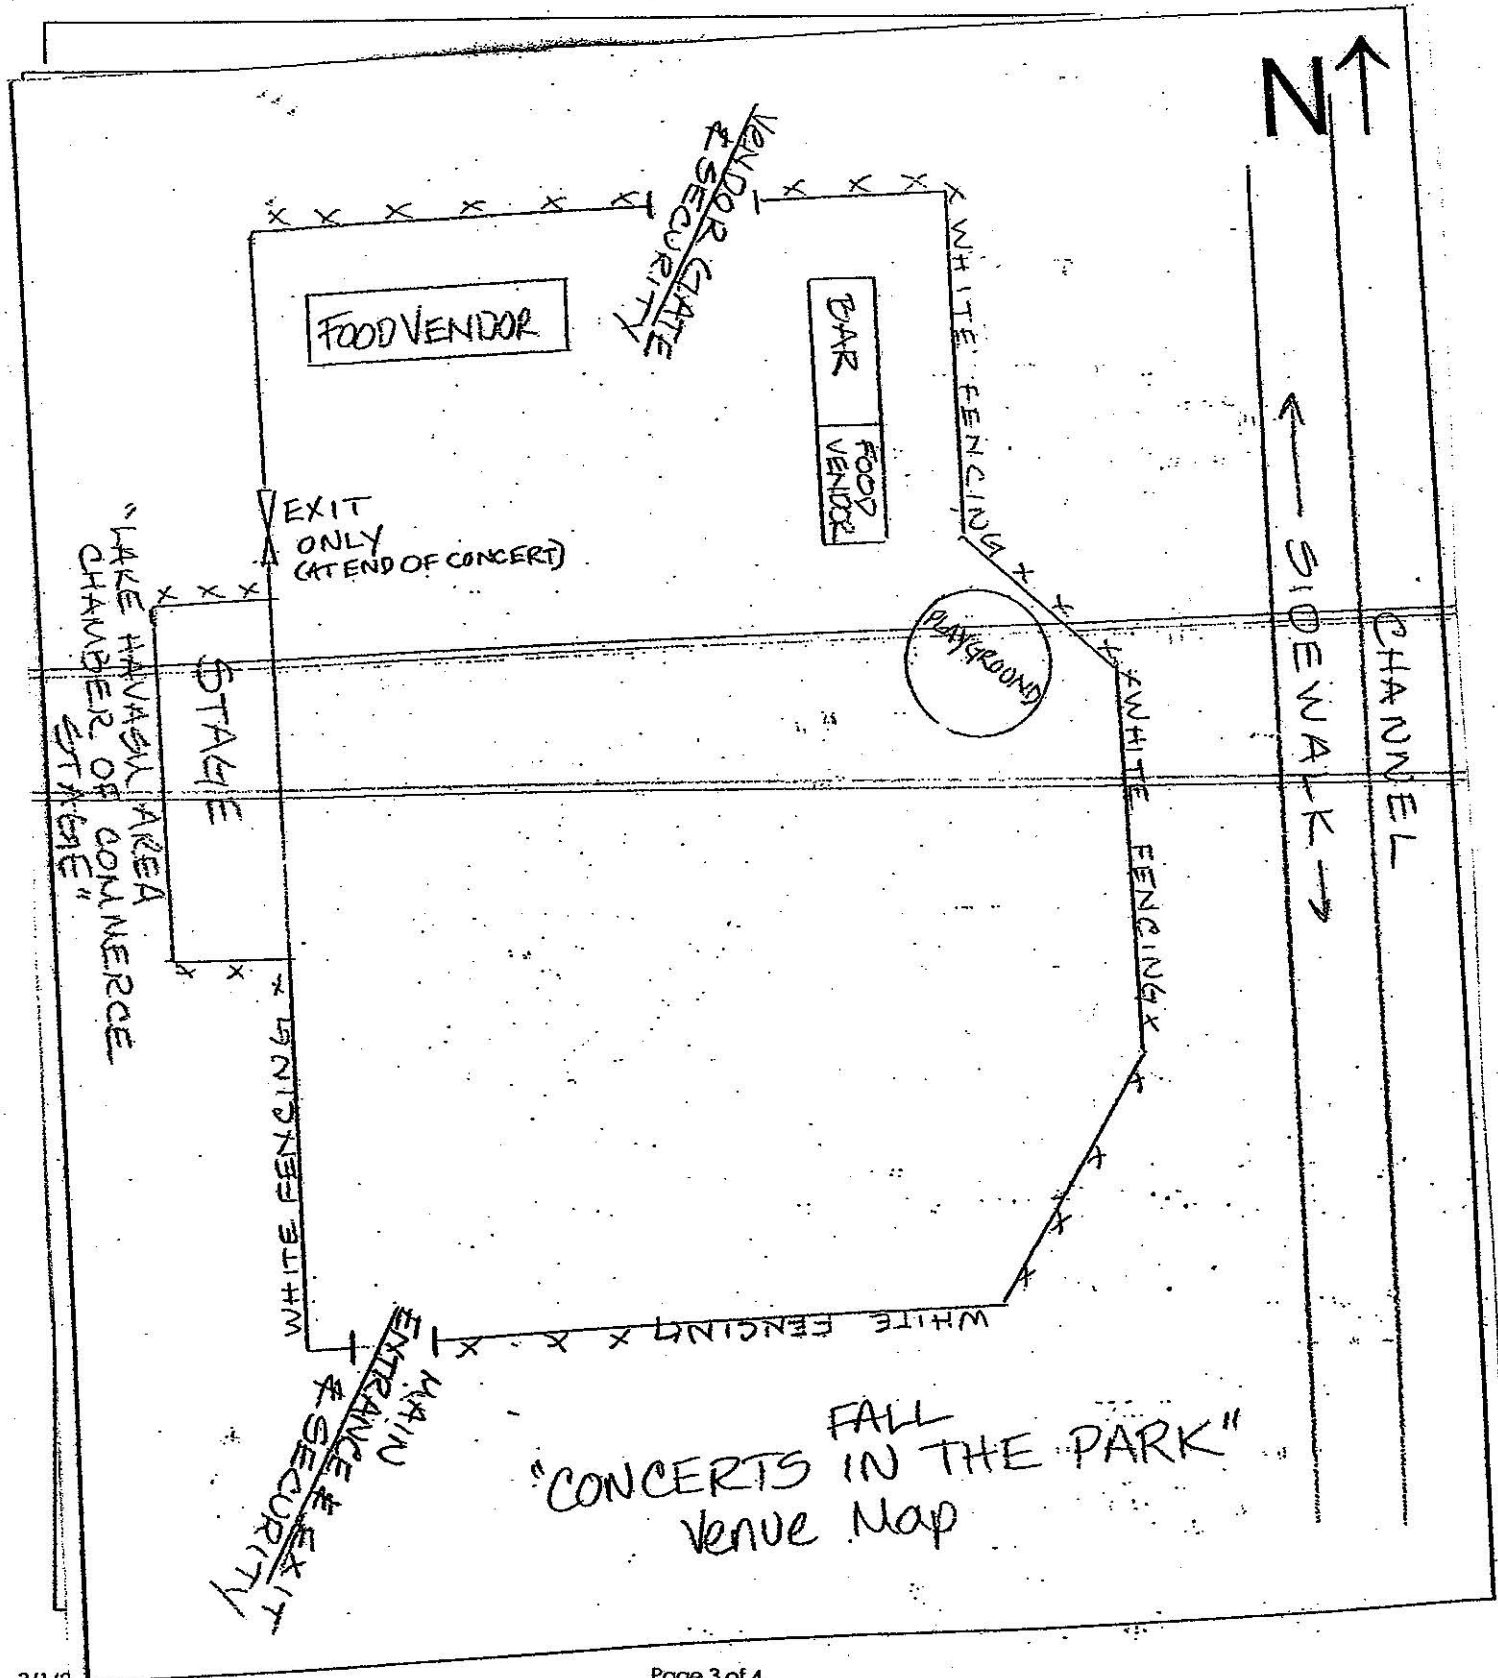 N
VENDOR GATE
& SECURITY
WHITE FENCING
FOOD VENDOR
BAR
FOOD
VENDOR
EXIT
ONLY
(AT END OF CONCERT)
"LAKE HAVASU AREA
CHAMBER OF COMMERCE
STAGE"
STAGE
PLAYGROUND
WHITE FENCING
SIDEWALK
CHANNEL
WHITE FENCING
WHITE FENCING
MAIN
ENTRANCE & EXIT
& SECURITY
FALL
"CONCERTS IN THE PARK"
Venue Map
Page 3 of 4